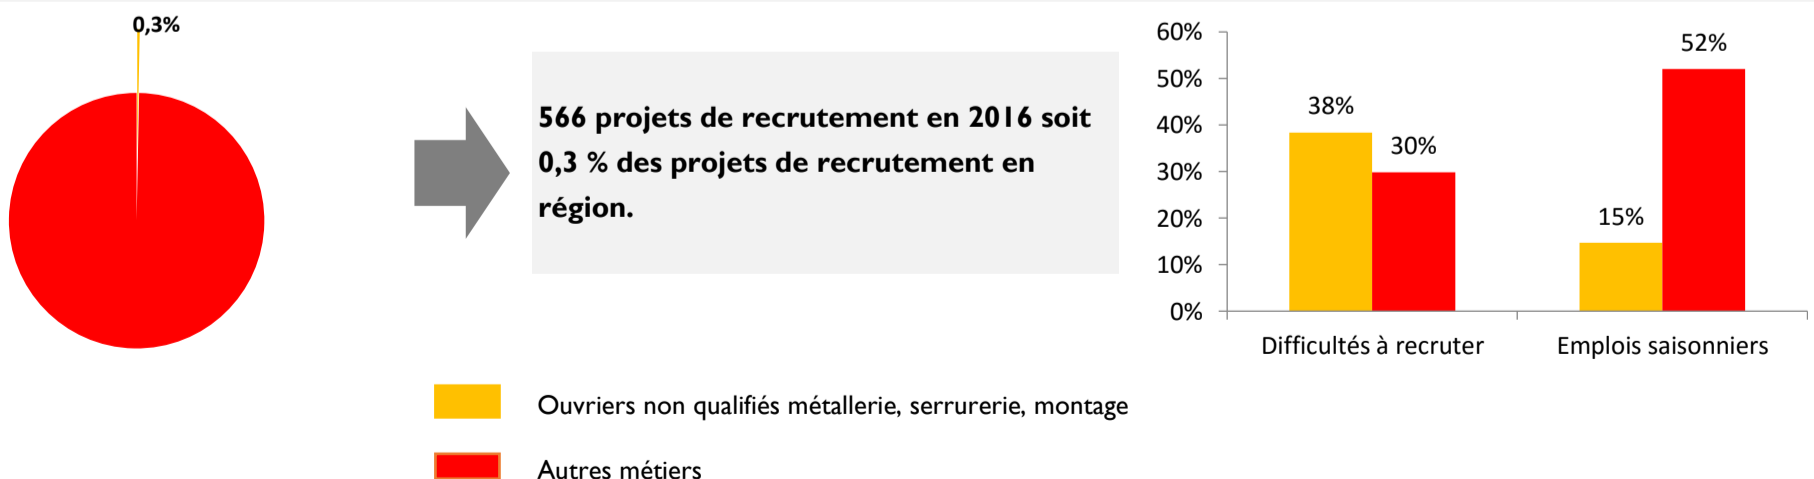 0,3%
566 projets de recrutement en 2016 soit
0,3 % des projets de recrutement en
région.
60%
50%
40%
30%
20%
10%
0%
38%
30%
15%
52%
Difficultés à recruter
Emplois saisonniers
Ouvriers non qualifiés métallerie, serrurerie, montage
Autres métiers